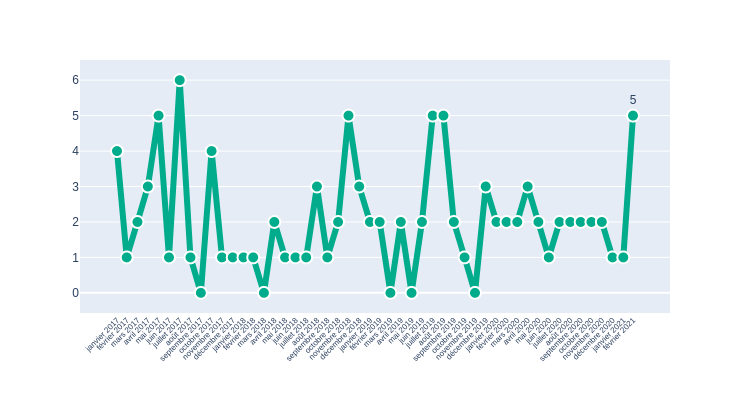 6
5
4
3
2
1
0
5
janvier 2017
février 2017
mars 2017
avril 2017
mai 2017
juin 2017
juillet 2017
août 2017
septembre 2017
octobre 2017
novembre 2017
décembre 2017
janvier 2018
février 2018
mars 2018
avril 2018
mai 2018
juin 2018
juillet 2018
août 2018
septembre 2018
octobre 2018
novembre 2018
décembre 2018
janvier 2019
février 2019
mars 2019
avril 2019
mai 2019
juin 2019
juillet 2019
août 2019
septembre 2019
octobre 2019
novembre 2019
décembre 2019
janvier 2020
février 2020
mars 2020
avril 2020
mai 2020
juin 2020
juillet 2020
août 2020
septembre 2020
octobre 2020
novembre 2020
décembre 2020
janvier 2021
février 2021